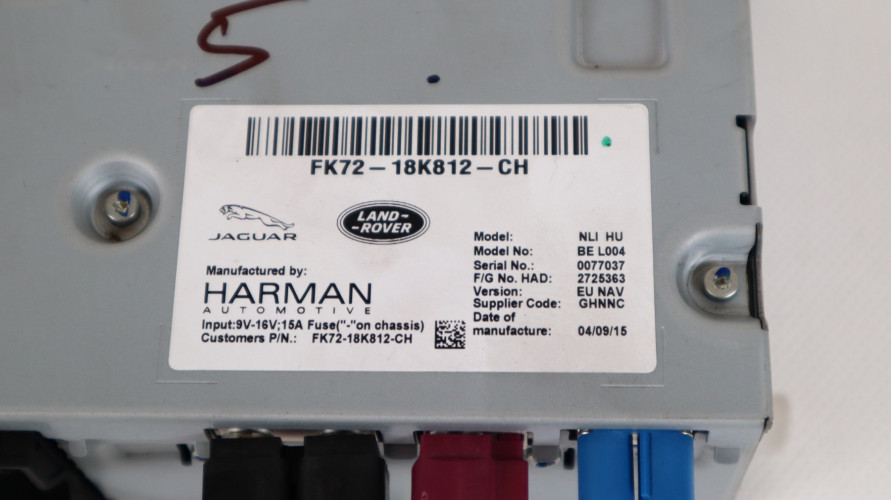 S
FK72-18K812-CH
JAGUAR
LAND-
-ROVER
Manufactured by:
HARMAN
AUTOMOTIVE
Input:9V-16V;15A Fuse("-"on chassis)
Customers P/N.: FK72-18K812-CH
Model: NLI HU
Model No: BE L004
Serial No.: 0077037
F/G No. HAD: 2725363
Version: EU NAV
Supplier Code: GHNNC
Date of
manufacture: 04/09/15